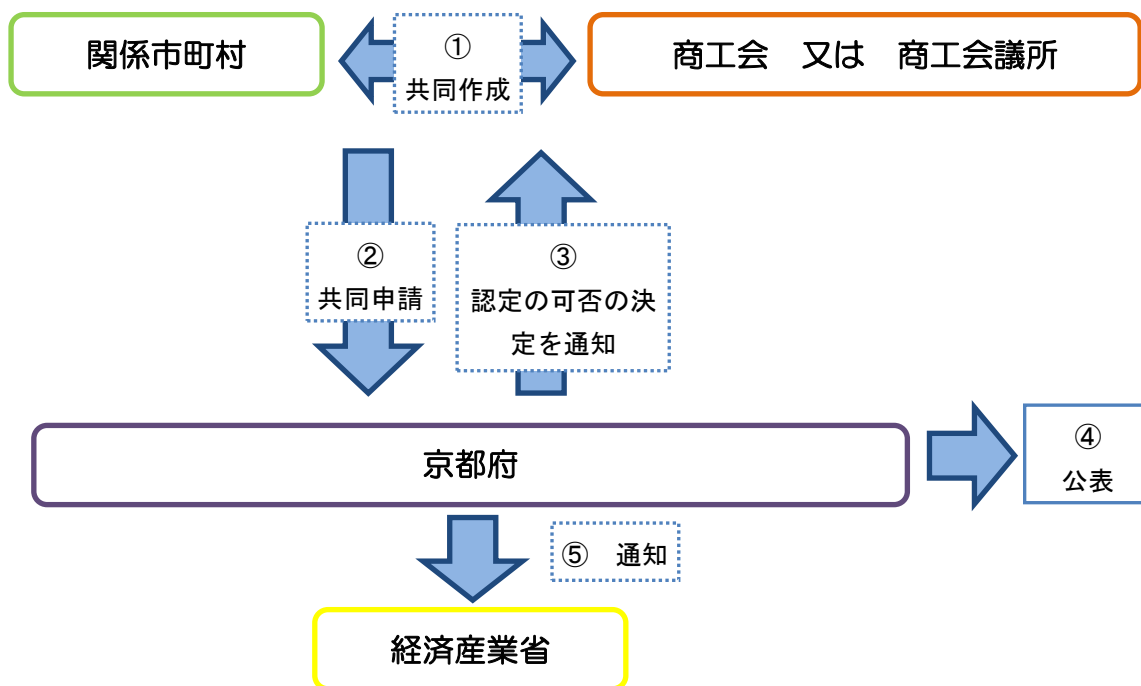 関係市町村
①
共同作成
商工会　又は　商工会議所
②
共同申請
③
認定の可否の決
定を通知
京都府
④
公表
⑤　通知
経済産業省